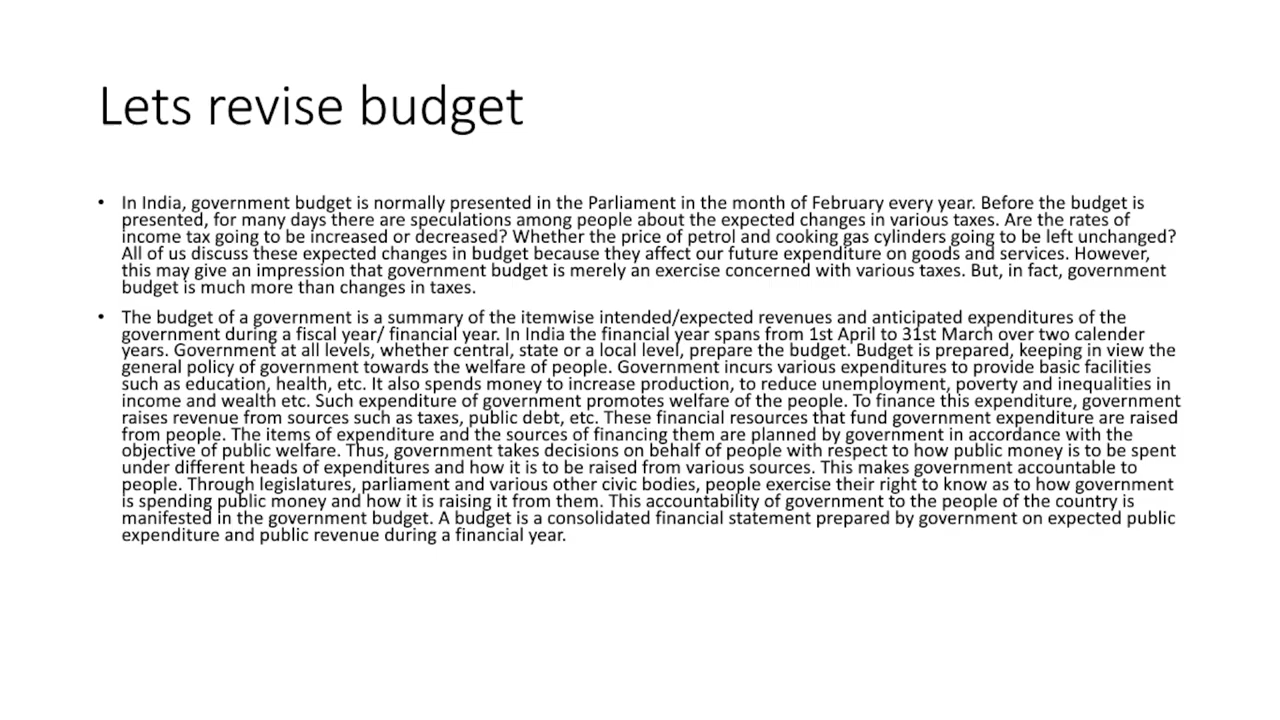 Lets revise budget
• In India, government budget is normally presented in the Parliament in the month of February every year. Before the budget is
presented, for many days there are speculations among people about the expected changes in various taxes. Are the rates of
income tax going to be increased or decreased? Whether the price of petrol and cooking gas cylinders going to be left unchanged?
All of us discuss these expected changes in budget because they affect our future expenditure on goods and services. However,
this may give an impression that government budget is merely an exercise concerned with various taxes. But, in fact, government
budget is much more than changes in taxes.
• The budget of a government is a summary of the itemwise intended/expected revenues and anticipated expenditures of the
government during a fiscal year/ financial year. In India the financial year spans from 1st April to 31st March over two calender
years. Government at all levels, whether central, state or a local level, prepare the budget. Budget is prepared, keeping in view the
general policy of government towards the welfare of people. Government incurs various expenditures to provide basic facilities
such as education, health, etc. It also spends money to increase production, to reduce unemployment, poverty and inequalities in
income and wealth etc. Such expenditure of government promotes welfare of the people. To finance this expenditure, government
raises revenue from sources such as taxes, public debt, etc. These financial resources that fund government expenditure are raised
from people. The items of expenditure and the sources of financing them are planned by government in accordance with the
objective of public welfare. Thus, government takes decisions on behalf of people with respect to how public money is to be spent
under different heads of expenditures and how it is to be raised from various sources. This makes government accountable to
people. Through legislatures, parliament and various other civic bodies, people exercise their right to know as to how government
is spending public money and how it is raising it from them. This accountability of government to the people of the country is
manifested in the government budget. A budget is a consolidated financial statement prepared by government on expected public
expenditure and public revenue during a financial year.